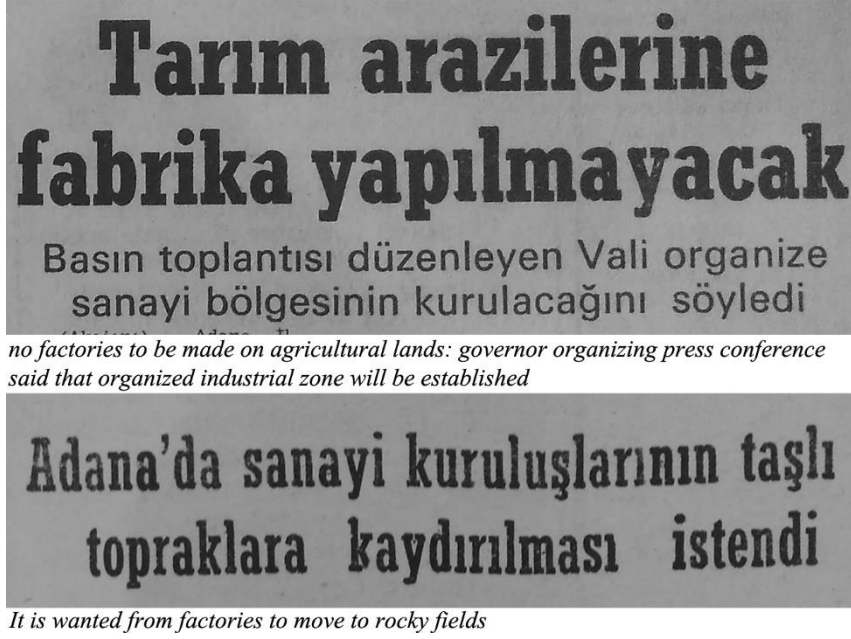 Tarım arazilerine
fabrika yapılmayacak
Basın toplantısı düzenleyen Vali organize
sanayi bölgesinin kurulacağını söyledi
no factories to be made on agricultural lands: governor organizing press conference
said that organized industrial zone will be established
Adana'da sanayi kuruluşlarının taşlı
topraklara kaydırılması istendi
It is wanted from factories to move to rocky fields